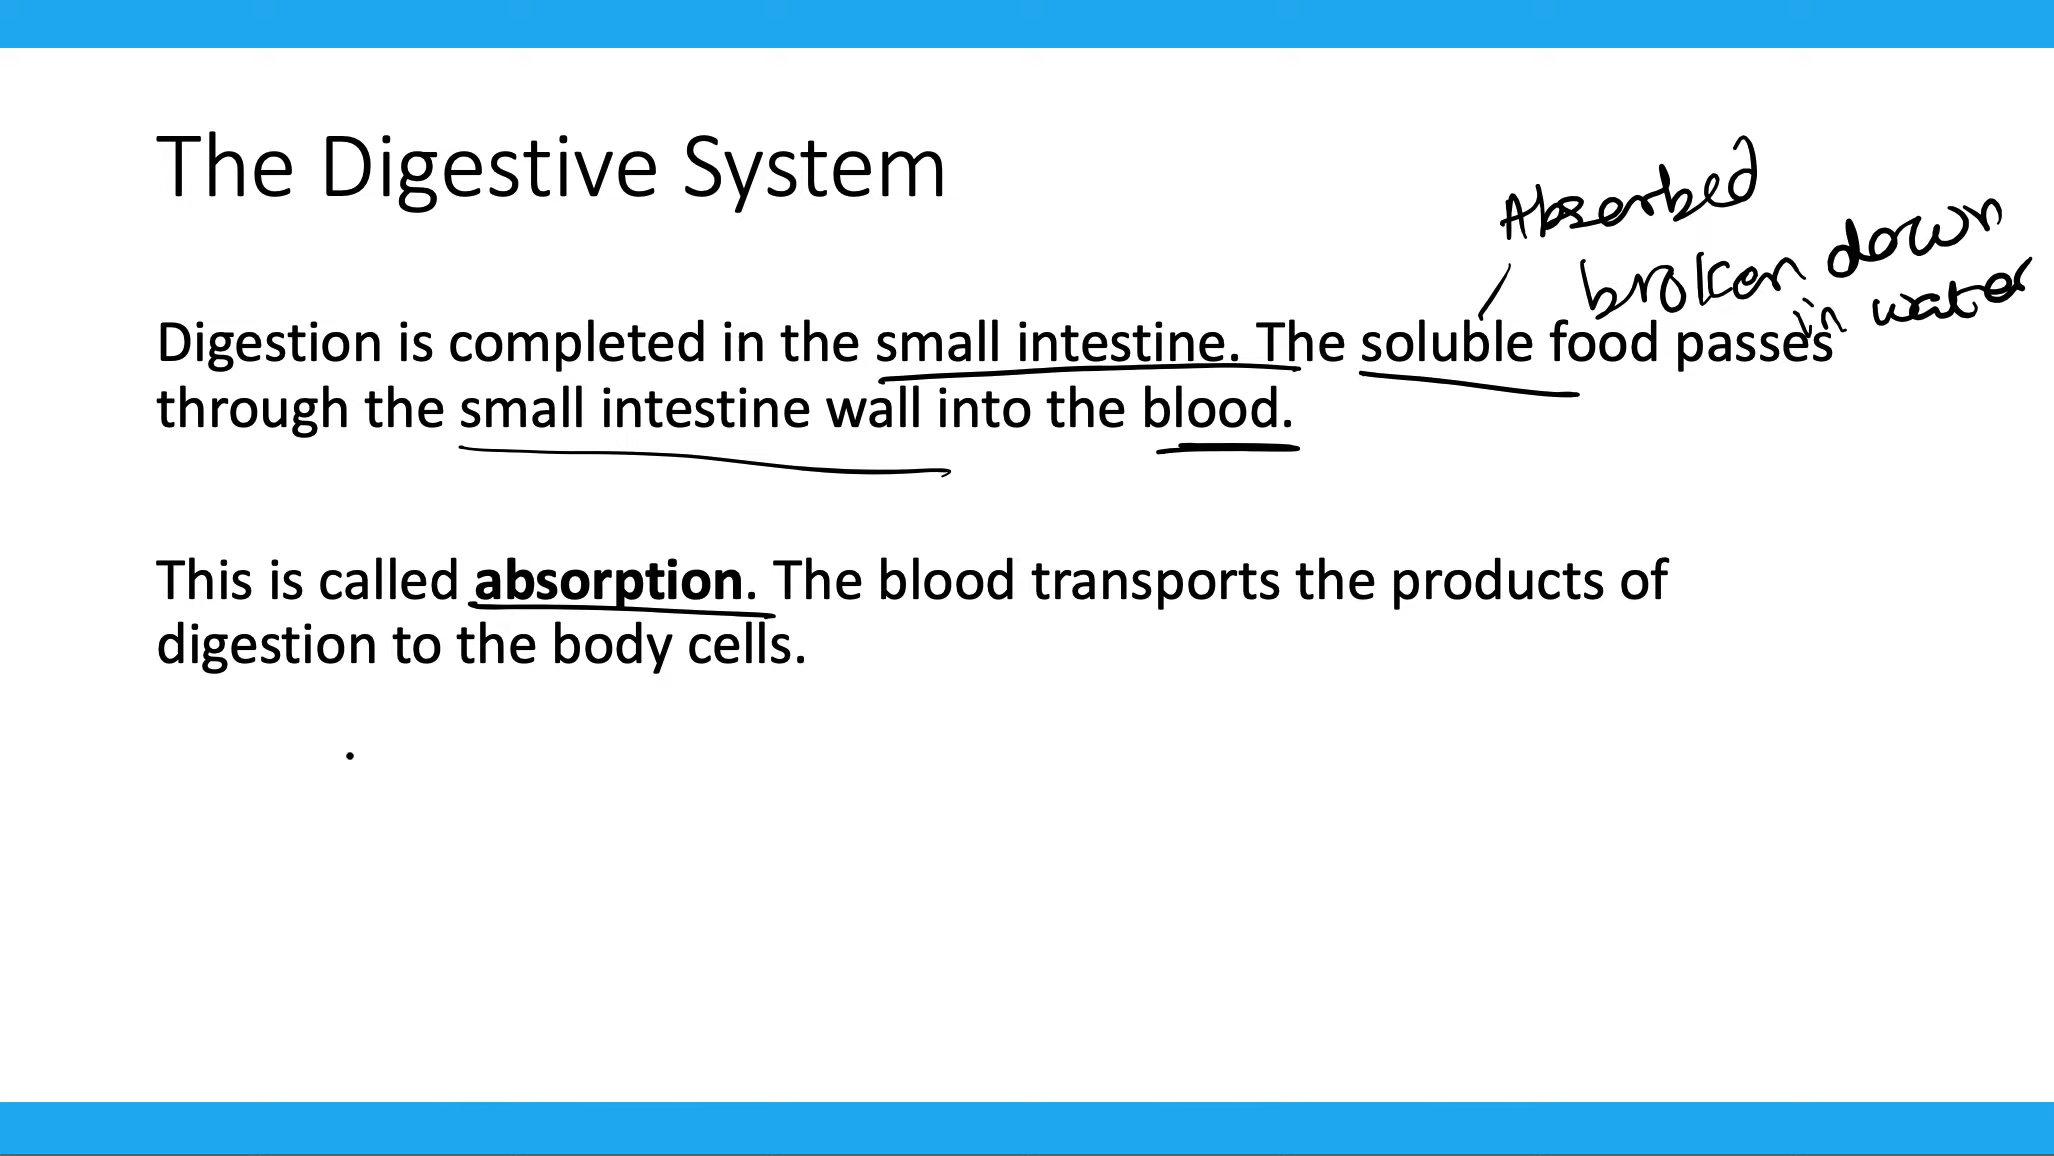 The Digestive System
Absorbed
broken down
in water
Digestion is completed in the small intestine. The soluble food passes
through the small intestine wall into the blood.
This is called absorption. The blood transports the products of
digestion to the body cells.